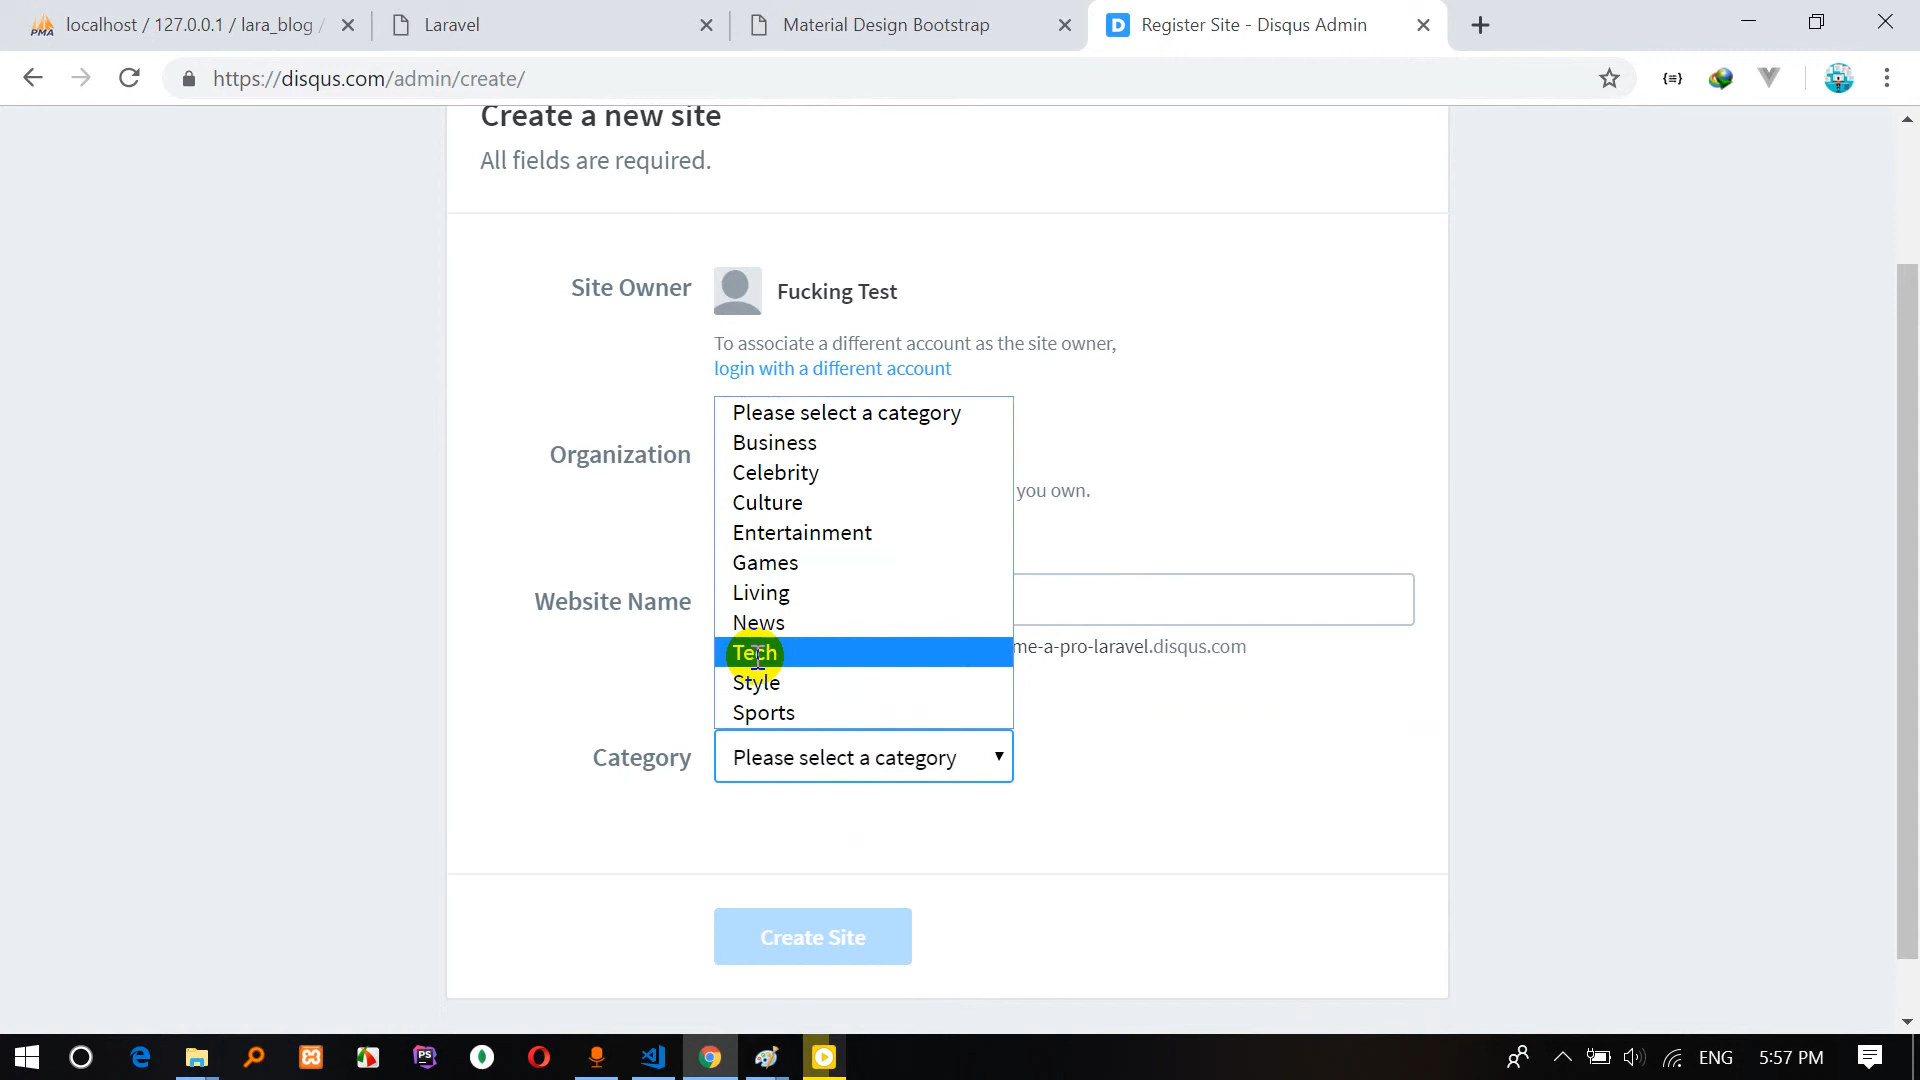 localhost / 127.0.0.1 / lara_blog /
Laravel
Material Design Bootstrap
D
Register Site - Disqus Admin
https://disqus.com/admin/create/
Create a new site
All fields are required.
Site Owner
Fucking Test
To associate a different account as the site owner,
login with a different account
Please select a category
Business
Organization
Celebrity
you own.
Culture
Entertainment
Games
Living
Website Name
News
Tech
me-a-pro-laravel.disqus.com
Style
Sports
Category
Please select a category
Create Site
PS
ENG
5:57 PM